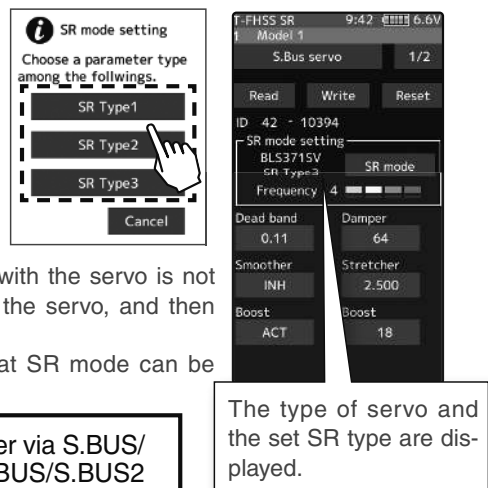 SR mode setting
Choose a parameter type
among the follwings.
SR Type1
SR Type2
SR Type3
Cancel
with the servo is not
the servo, and then
at SR mode can be
er via S.BUS/
BUS/S.BUS2
T-FHSS SR 9:42 6.6V
1 Model 1
S.Bus servo 1/2
Read Write Reset
ID 42 - 10394
SR mode setting
BLS371SV SR mode
SR Type3
Frequency 4
Dead band Damper
0.11 64
Smoother Stretcher
INH 2.500
Boost Boost
ACT 18
The type of servo and
the set SR type are dis-
played.